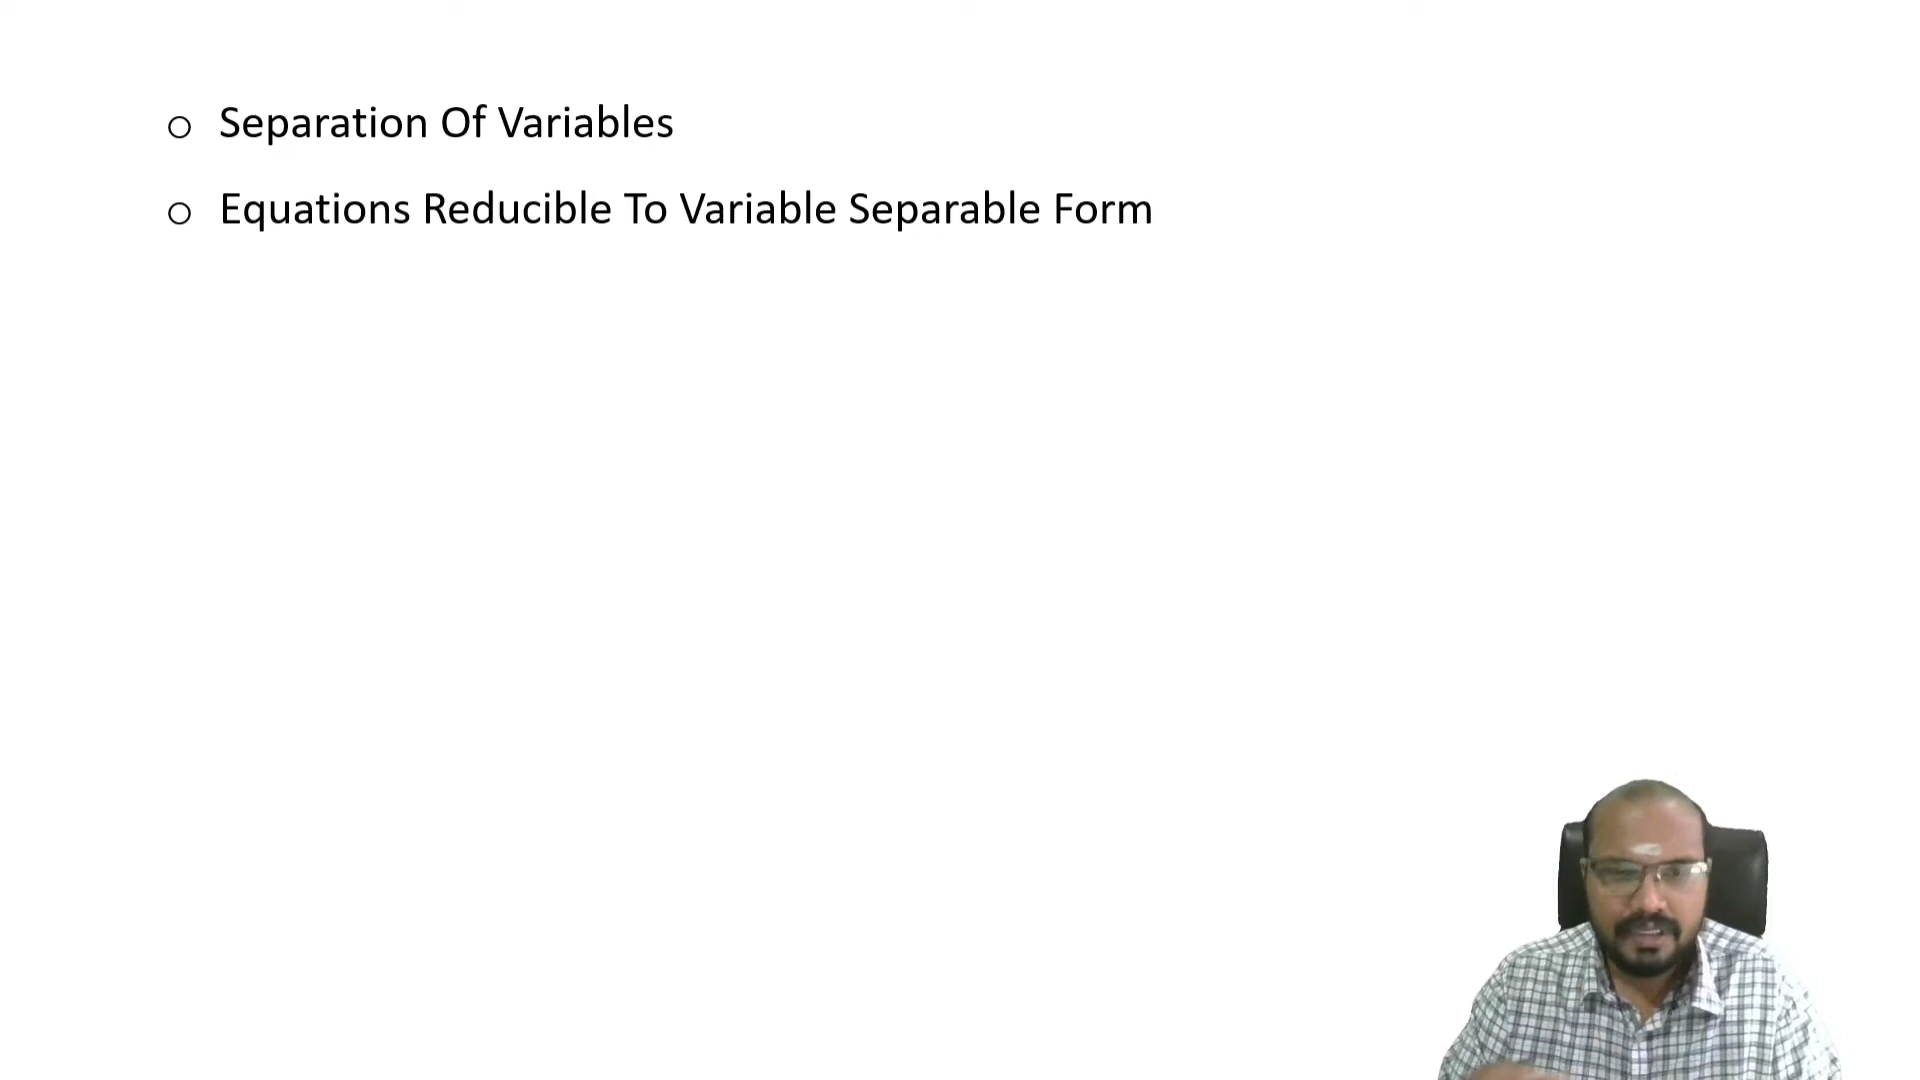 Separation Of Variables
Equations Reducible To Variable Separable Form